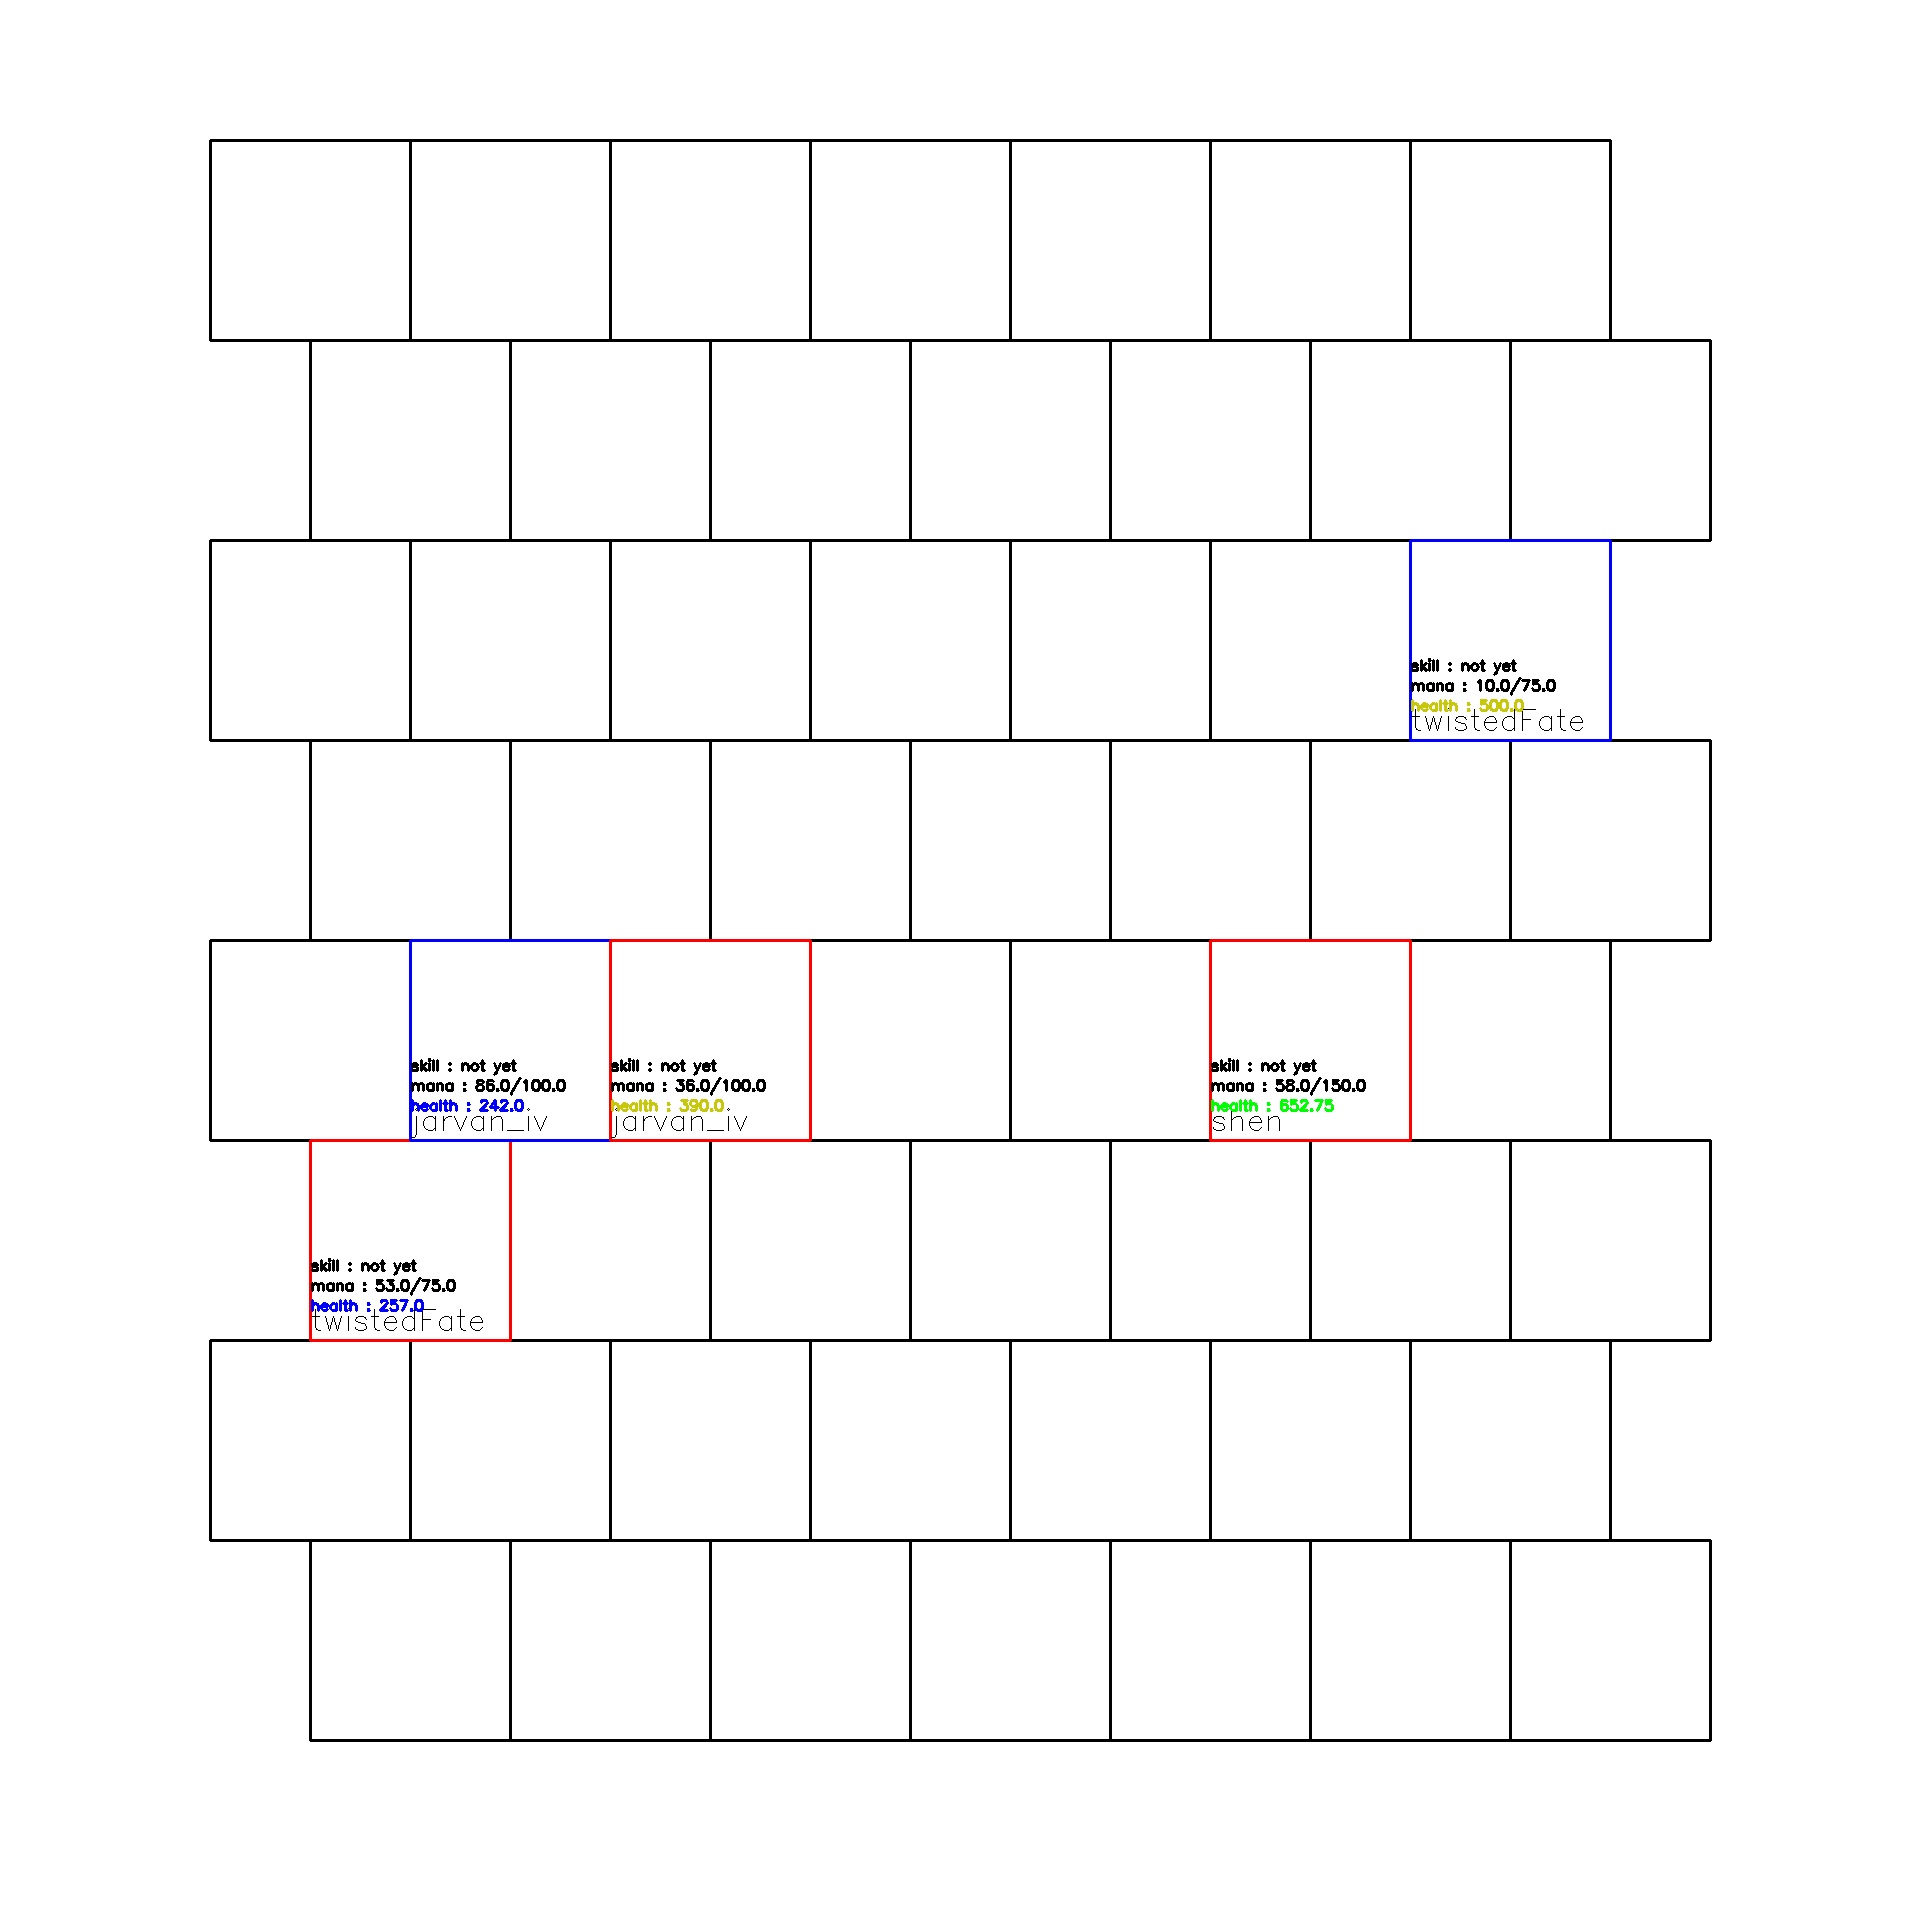 skill : not yet
mana : 10.0/75.0
health : 500.0
twistedFate
skill : not yet
mana : 86.0/100.0
health : 242.0
jarvan_iv
skill : not yet
mana : 36.0/100.0
health : 390.0
jarvan_iv
skill : not yet
mana : 58.0/150.0
health : 652.75
shen
skill : not yet
mana : 53.0/75.0
health : 257.0
twistedFate